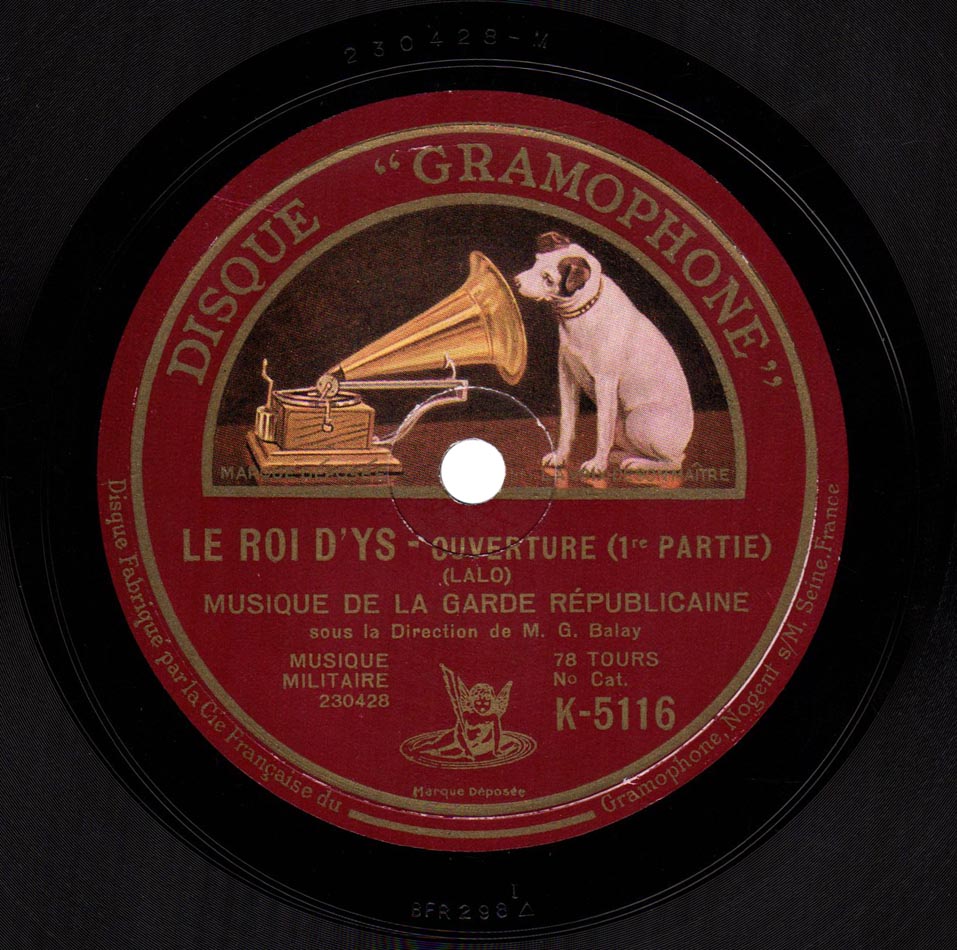 230428-M
DISQUE “GRAMOPHONE”
LE ROI D'YS - OUVERTURE (1re PARTIE)
(LALO)
MUSIQUE DE LA GARDE RÉPUBLICAINE
sous la Direction de M. G. Balay
MUSIQUE
MILITAIRE
230428
78 TOURS
No Cat.
K-5116
Marque Déposée
Disque Fabriqué par la Cie Française du
Gramophone, Nogent s/M. Seine, France
1
BFR 298 △